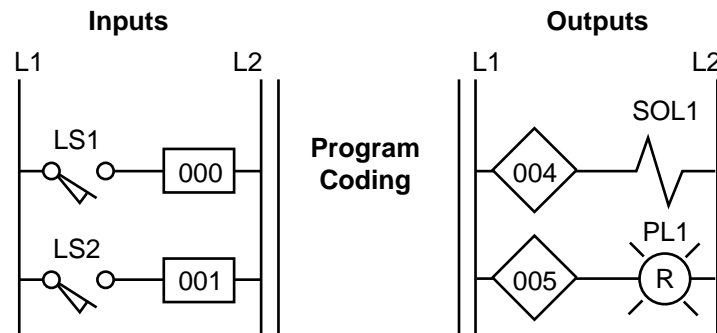 Inputs
Outputs
L1 L2
L1 L2
LS1
000
Program
Coding
SOL1
004
LS2
001
PL1
005
R